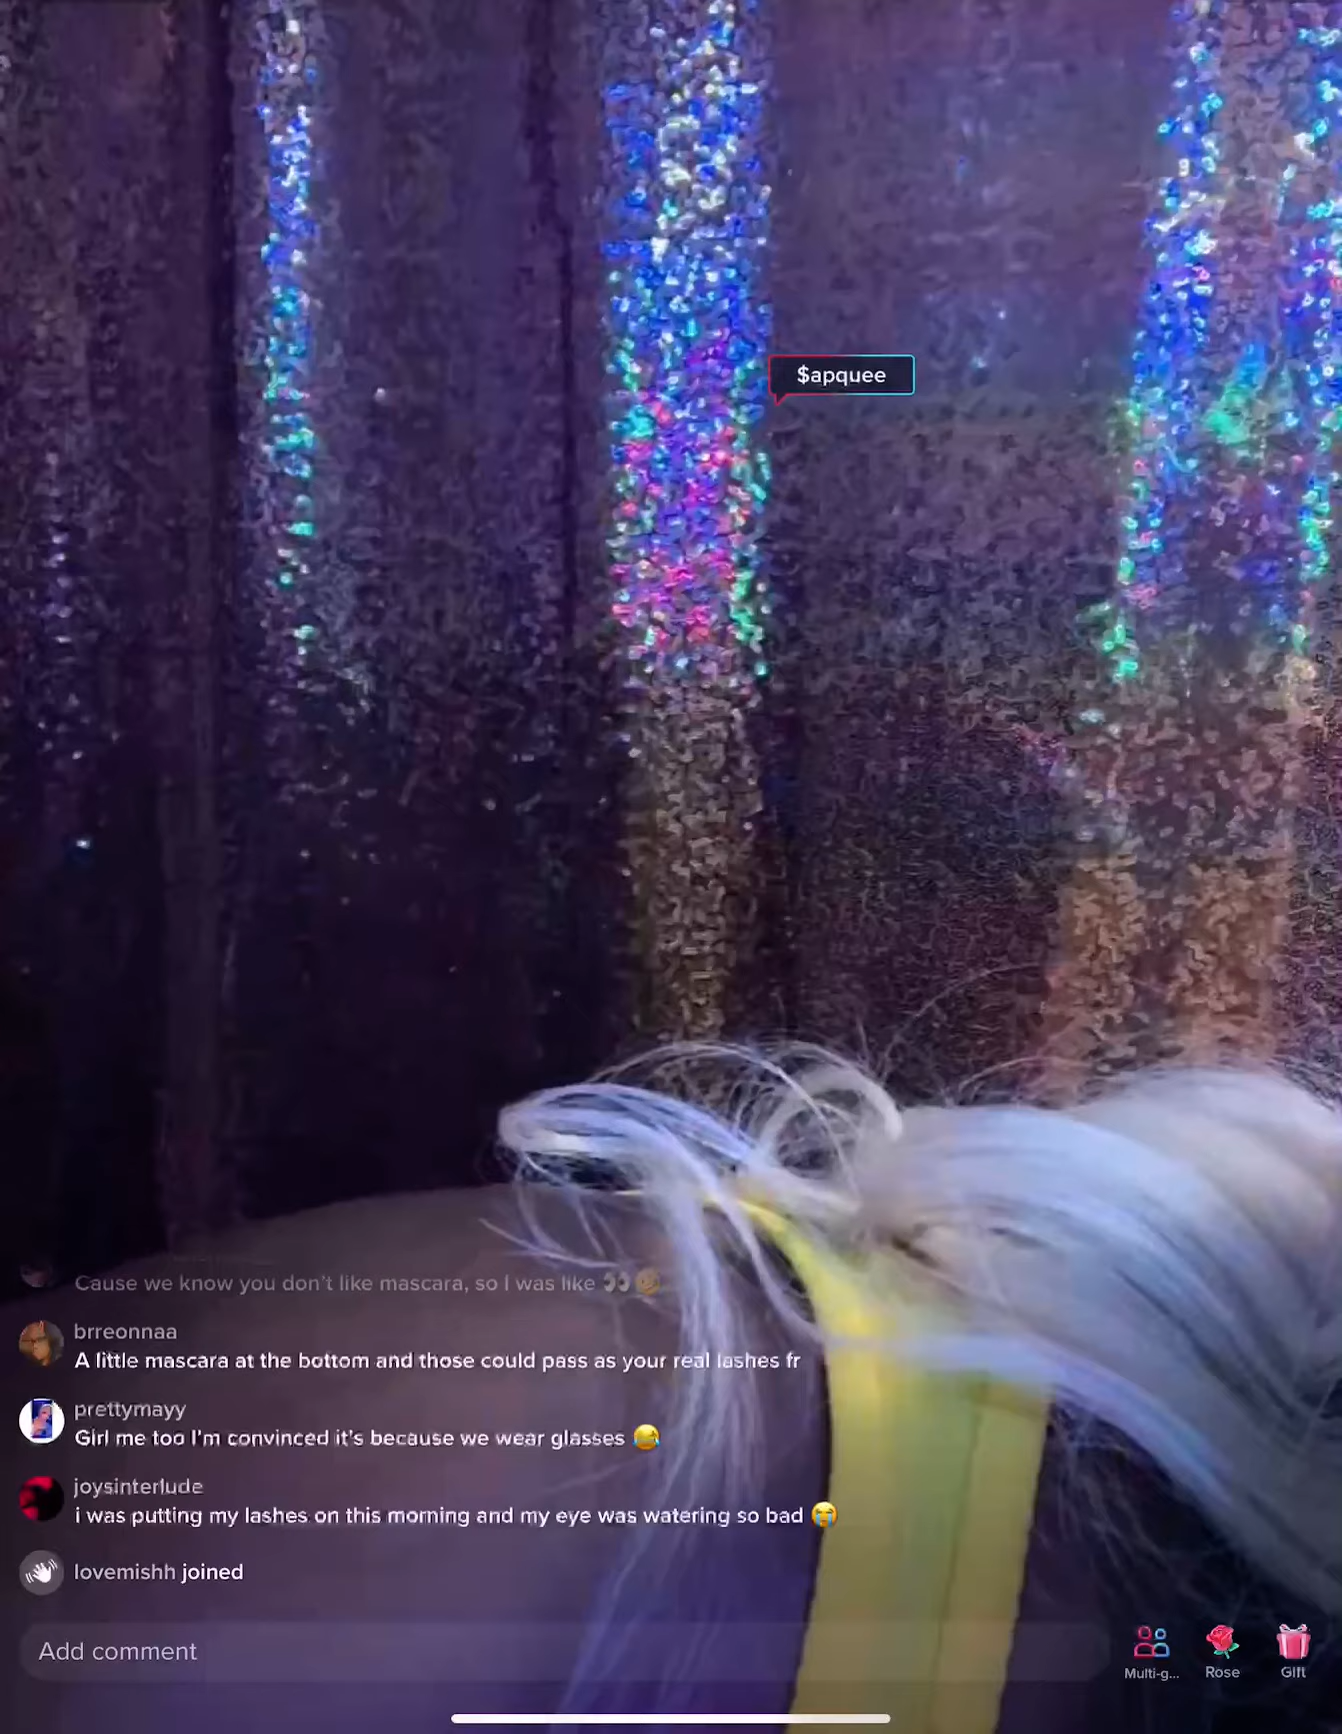 $apquee
Cause we know you don't like mascara, so I was like 👀🫣
brreonnaa
A little mascara at the bottom and those could pass as your real lashes fr
prettymayy
Girl me too I'm convinced it's because we wear glasses 😂
joysinterlude
i was putting my lashes on this morning and my eye was watering so bad 😭
lovemishh joined
Add comment
Multi-g...
Rose
Gift